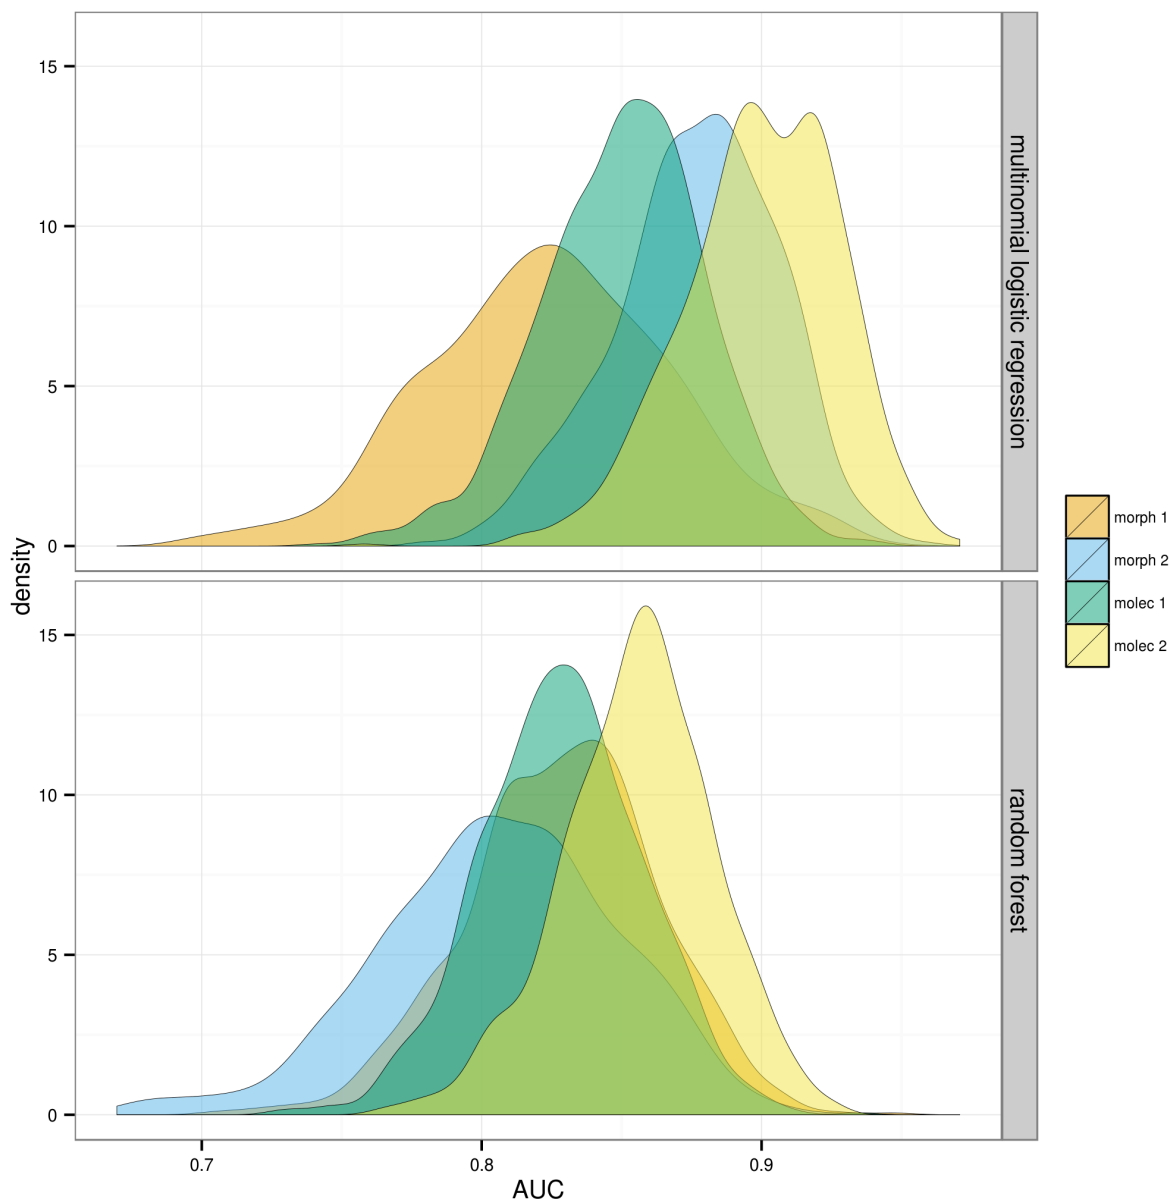 15
10
5
0
multinomial logistic regression
density
15
10
5
0
random forest
0.7
0.8
0.9
AUC
morph 1
morph 2
molec 1
molec 2